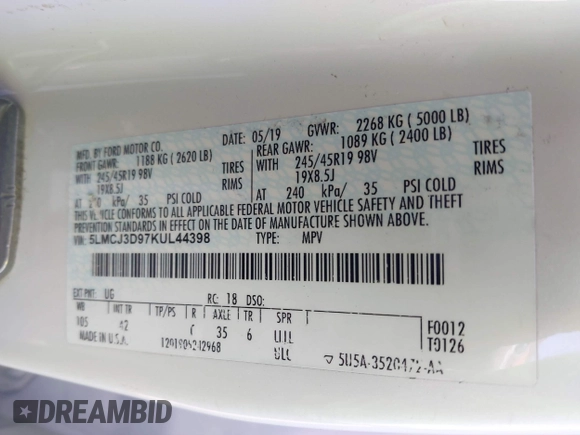 MFD. BY FORD MOTOR CO.
DATE: 05/19 GVWR: 2268 KG ( 5000 LB)
FRONT GAWR: 1188 KG ( 2620 LB)
REAR GAWR: 1089 KG ( 2400 LB)
WITH 245/45R19 98V TIRES
WITH 245/45R19 98V TIRES
19X8.5J RIMS
19X8.5J RIMS
AT kPa/ 35 PSI COLD
AT 240 kPa/ 35 PSI COLD
THIS VEHICLE CONFORMS TO ALL APPLICABLE FEDERAL MOTOR VEHICLE SAFETY AND THEFT
PREVENTION STANDARDS IN EFFECT ON THE DATE OF MANUFACTURE SHOWN ABOVE.
VIN: 5LMCJ3D97KUL44398 TYPE: MPV
EXT PNT: UG RC: 18 DSO:
WB INT TR TP/PS R AXLE TR SPR
105 42 35 6
F0012
T0126
MADE IN U.S.A.
DREAMBID